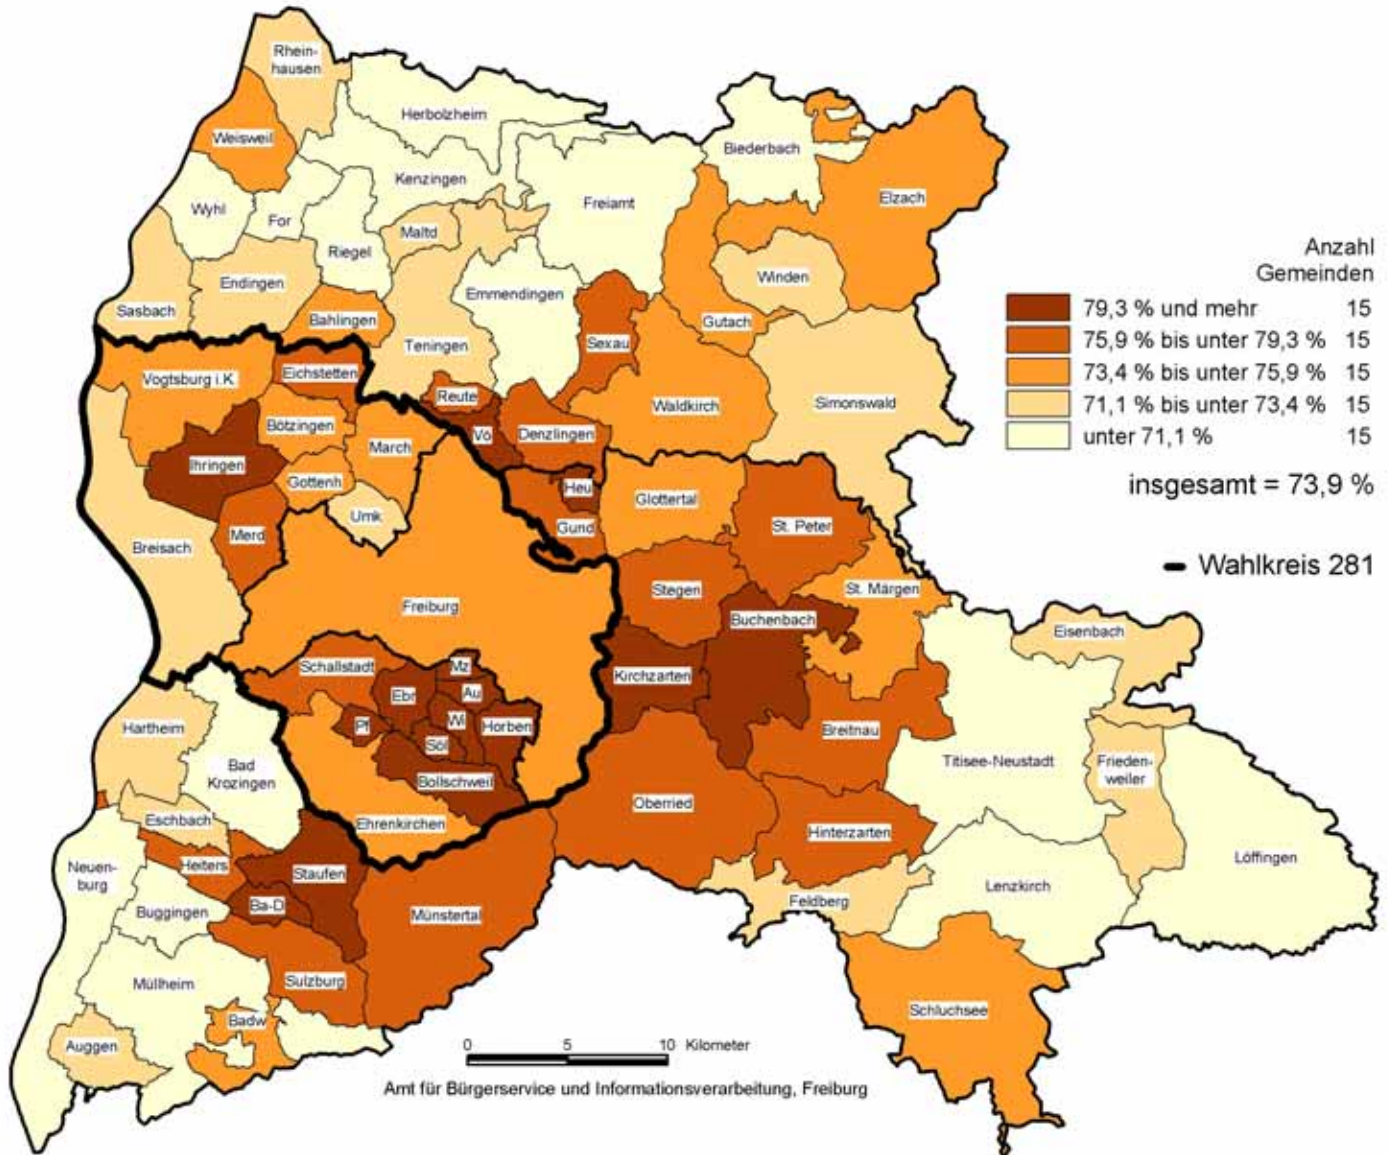 Rhein-
hausen
Herbolzheim
Weisweil
Biederbach
Kenzingen
Elzach
Freiamt
Wyhl
For
Maltd
Riegel
Winden
Endingen
Emmendingen
Sasbach
Bahlingen
Gutach
Teningen
Sexau
Vogtsburg i.K.
Eichstetten
Reute
Waldkirch
Simonswald
Bötzingen
Vö
Denzlingen
March
Ihringen
Gottenh
Heu
Glottertal
Umk
Gund
St. Peter
Merd
Breisach
Stegen
St. Märgen
Freiburg
Buchenbach
Eisenbach
Schallstadt
Mz
Kirchzarten
Ebr
Au
Wi
Horben
Pf
Söl
Hartheim
Breitnau
Bad
Krozingen
Titisee-Neustadt
Frieden-
weiler
Bollschweil
Oberried
Eschbach
Ehrenkirchen
Hinterzarten
Löffingen
Neuen-
burg
Heiters
Staufen
Lenzkirch
Ba-D
Feldberg
Buggingen
Münstertal
Müllheim
Sulzburg
Schluchsee
Badw
Auggen
Anzahl
Gemeinden
79,3 % und mehr 15
75,9 % bis unter 79,3 % 15
73,4 % bis unter 75,9 % 15
71,1 % bis unter 73,4 % 15
unter 71,1 % 15
insgesamt = 73,9 %
Wahlkreis 281
0 5 10 Kilometer
Amt für Bürgerservice und Informationsverarbeitung, Freiburg